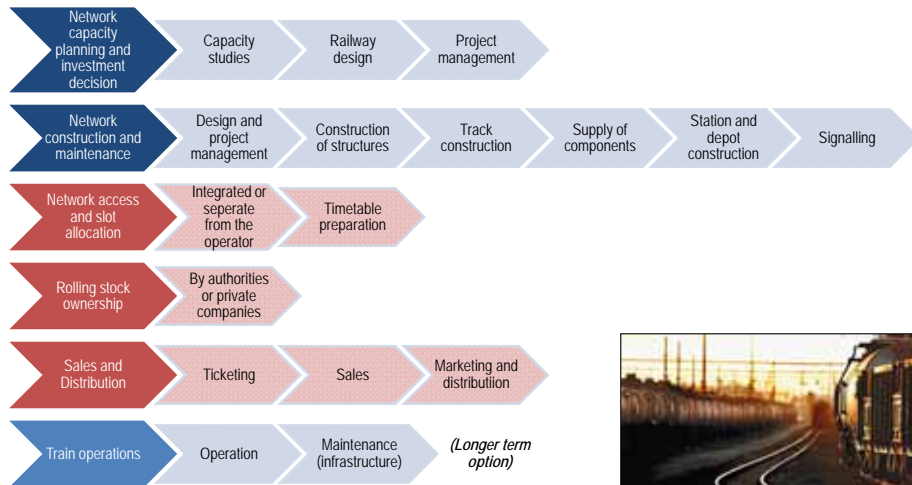 Network
capacity
planning and
investment
decision
Capacity
studies
Railway
design
Project
management
Network
construction and
maintenance
Design and
project
management
Construction
of structures
Track
construction
Supply of
components
Station and
depot
construction
Signalling
Network access
and slot
allocation
Integrated or
seperate
from the
operator
Timetable
preparation
Rolling stock
ownership
By authorities
or private
companies
Sales and
Distribution
Ticketing
Sales
Marketing and
distributiion
Train operations
Operation
Maintenance
(infrastructure)
(Longer term
option)